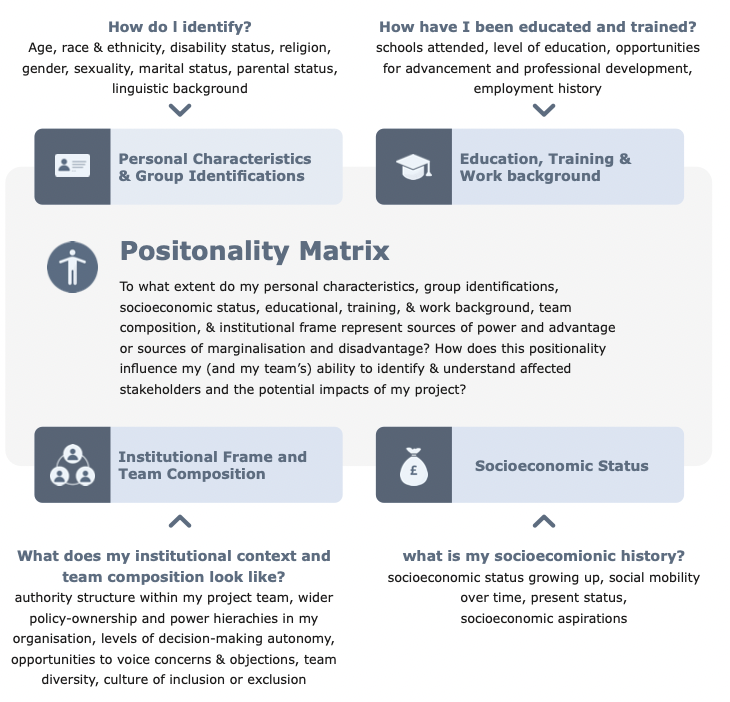 How do I identify?
Age, race & ethnicity, disability status, religion,
gender, sexuality, marital status, parental status,
linguistic background
How have I been educated and trained?
schools attended, level of education, opportunities
for advancement and professional development,
employment history
Personal Characteristics
& Group Identifications
Education, Training &
Work background
Positonality Matrix
To what extent do my personal characteristics, group identifications,
socioeconomic status, educational, training, & work background, team
composition, & institutional frame represent sources of power and advantage
or sources of marginalisation and disadvantage? How does this positionality
influence my (and my team’s) ability to identify & understand affected
stakeholders and the potential impacts of my project?
Institutional Frame and
Team Composition
£
Socioeconomic Status
What does my institutional context and
team composition look like?
authority structure within my project team, wider
policy-ownership and power hierachies in my
organisation, levels of decision-making autonomy,
opportunities to voice concerns & objections, team
diversity, culture of inclusion or exclusion
what is my socioecomionic history?
socioeconomic status growing up, social mobility
over time, present status,
socioeconomic aspirations